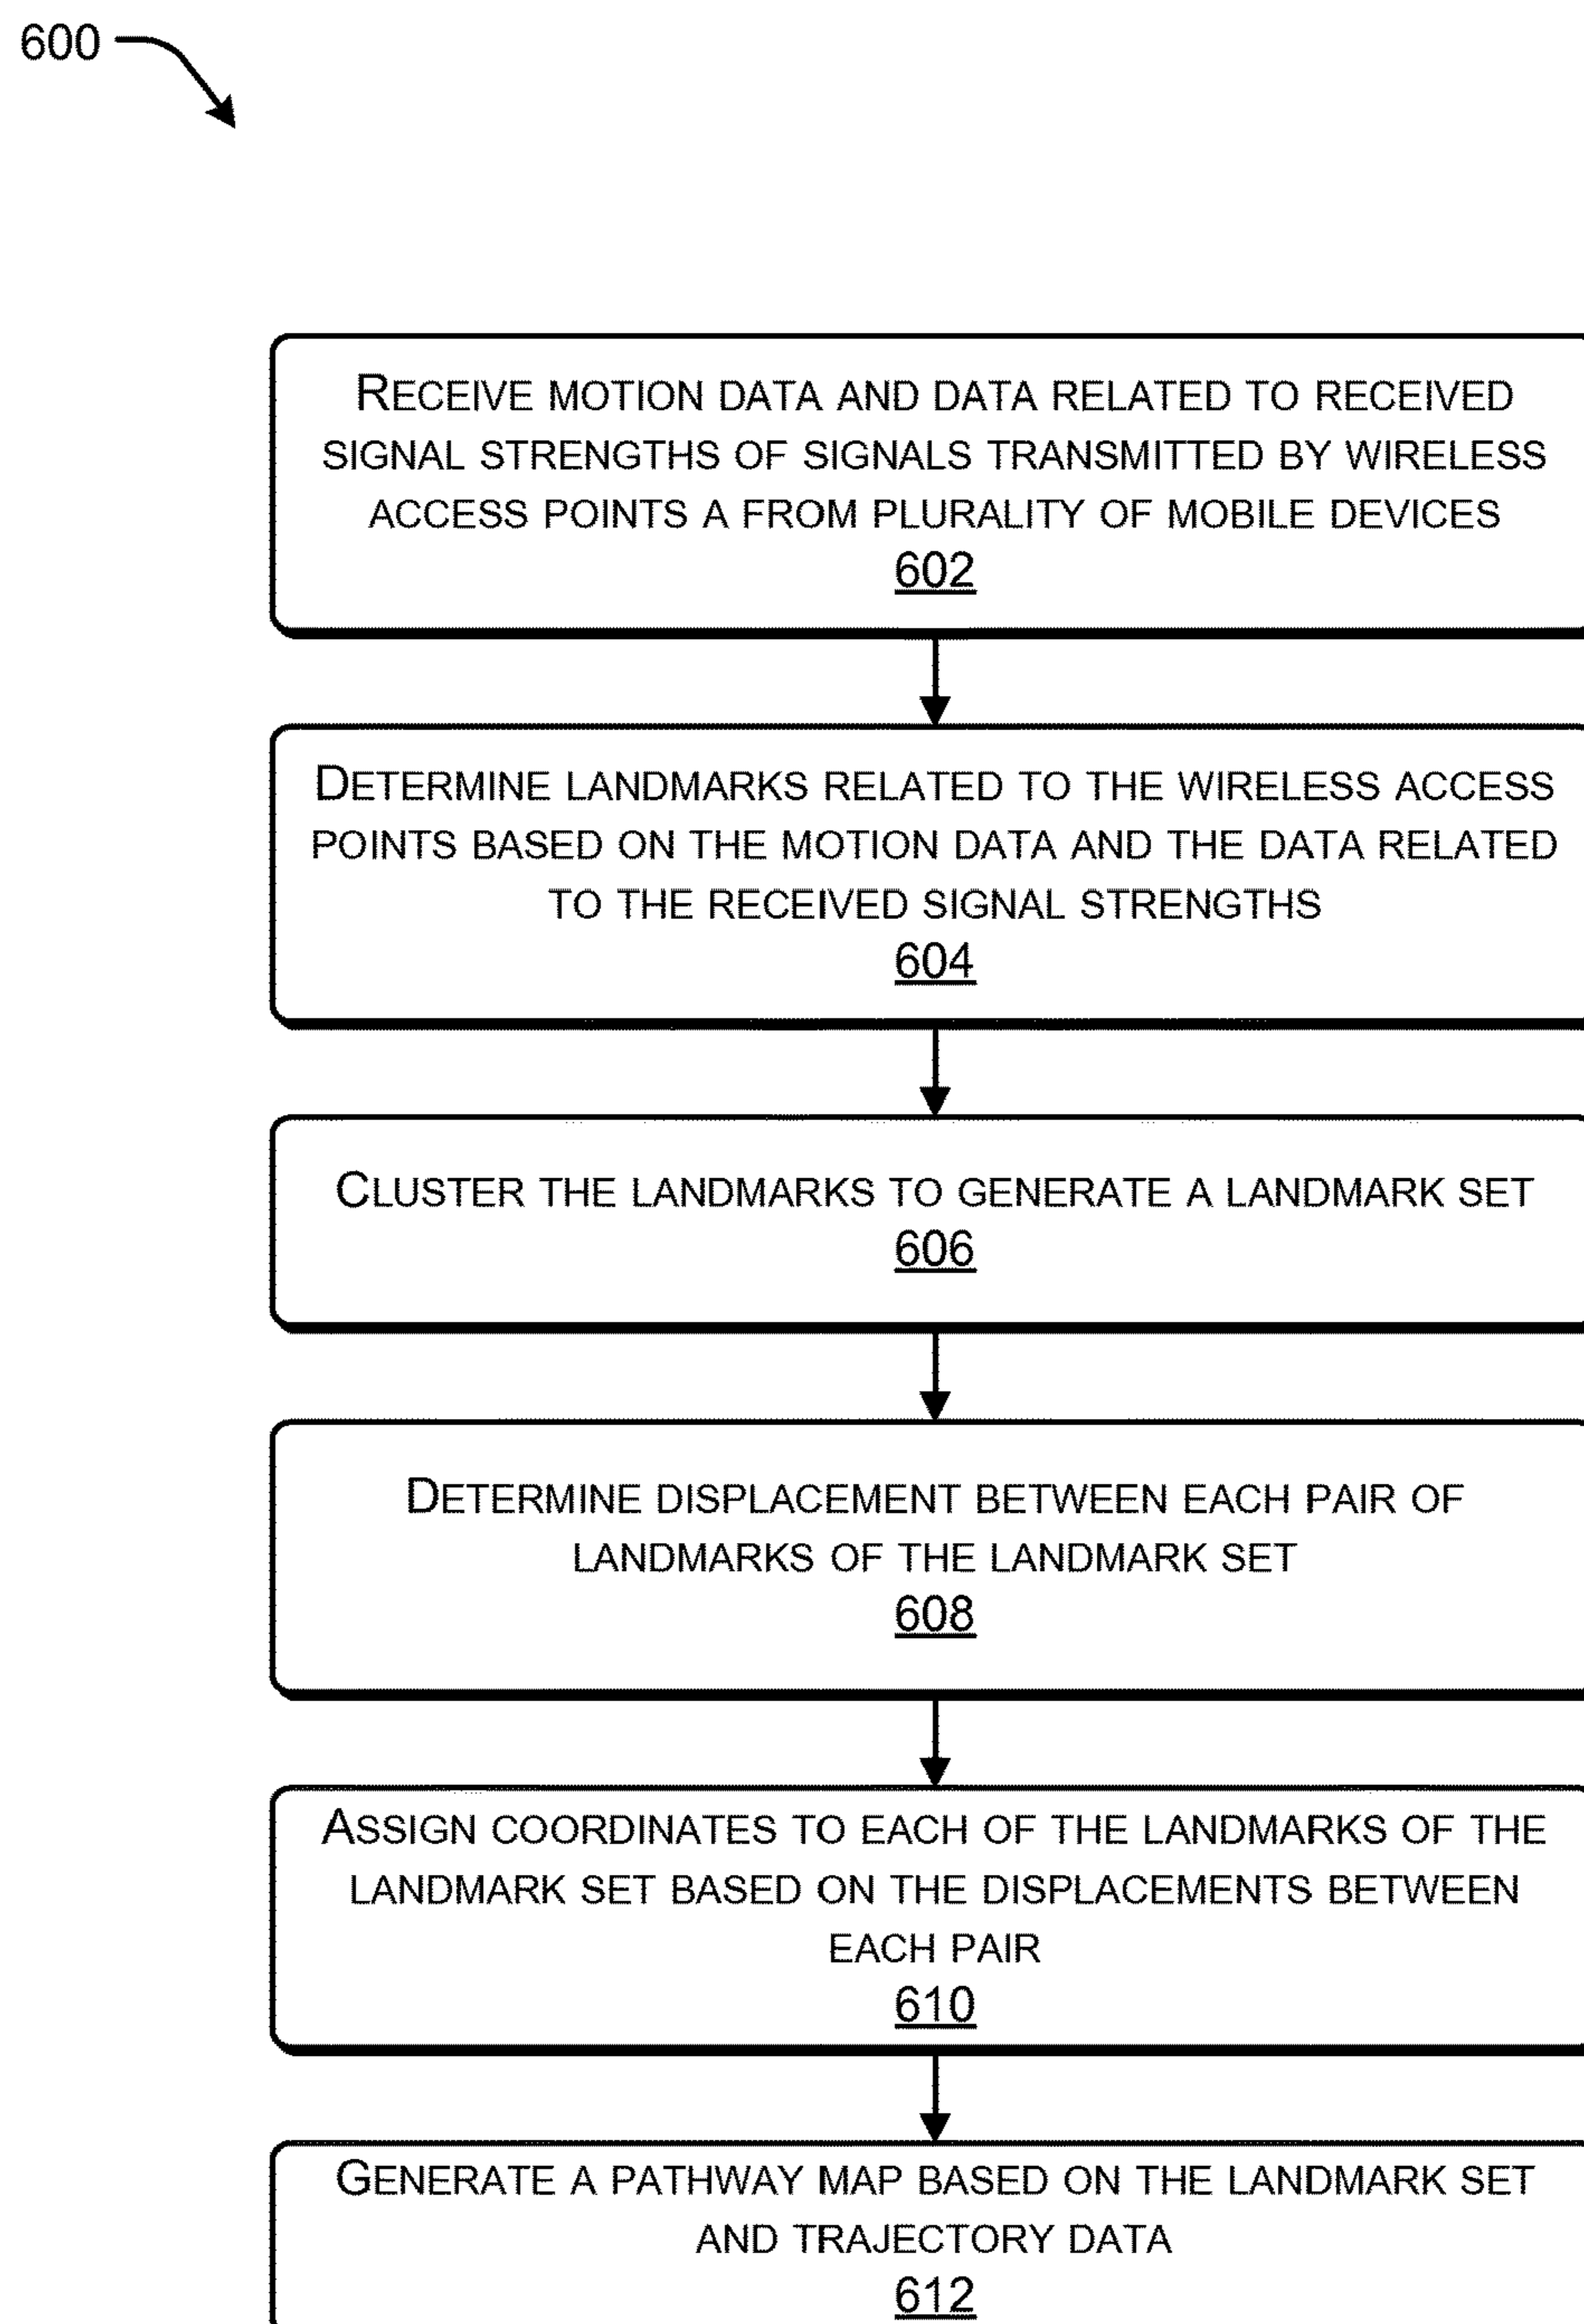 600
RECEIVE MOTION DATA AND DATA RELATED TO RECEIVED
SIGNAL STRENGTHS OF SIGNALS TRANSMITTED BY WIRELESS
ACCESS POINTS A FROM PLURALITY OF MOBILE DEVICES
602
DETERMINE LANDMARKS RELATED TO THE WIRELESS ACCESS
POINTS BASED ON THE MOTION DATA AND THE DATA RELATED
TO THE RECEIVED SIGNAL STRENGTHS
604
CLUSTER THE LANDMARKS TO GENERATE A LANDMARK SET
606
DETERMINE DISPLACEMENT BETWEEN EACH PAIR OF
LANDMARKS OF THE LANDMARK SET
608
ASSIGN COORDINATES TO EACH OF THE LANDMARKS OF THE
LANDMARK SET BASED ON THE DISPLACEMENTS BETWEEN
EACH PAIR
610
GENERATE A PATHWAY MAP BASED ON THE LANDMARK SET
AND TRAJECTORY DATA
612